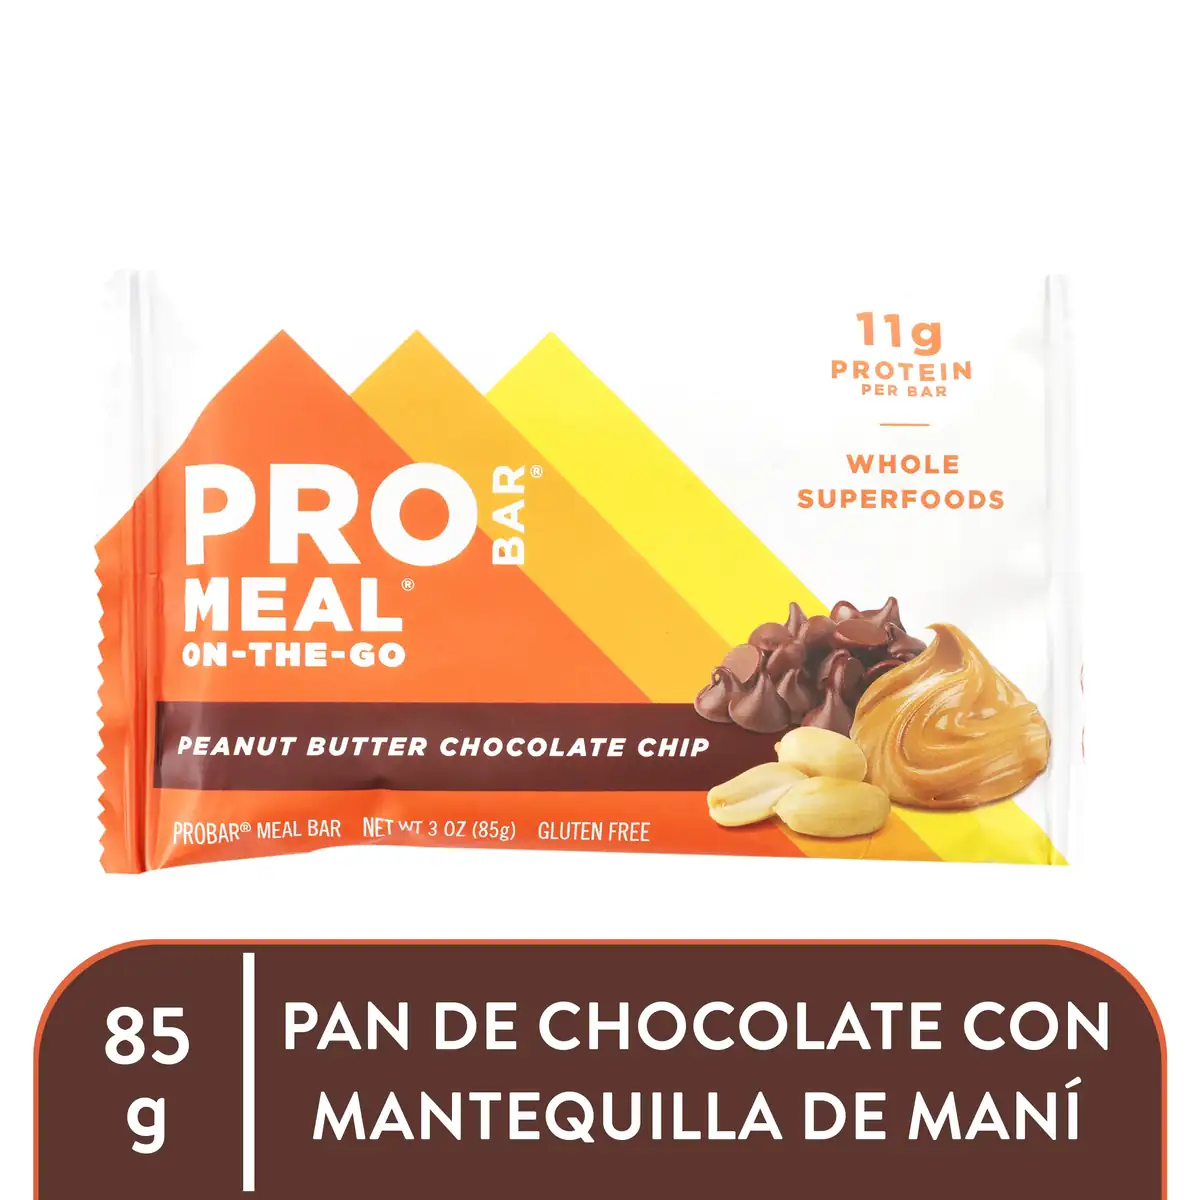 11g
PROTEIN
PER BAR
WHOLE
SUPERFOODS
PRO BAR®
MEAL®
ON-THE-GO
PEANUT BUTTER CHOCOLATE CHIP
PROBAR® MEAL BAR NET WT 3 OZ (85g) GLUTEN FREE
85
g
PAN DE CHOCOLATE CON
MANTEQUILLA DE MANÍ